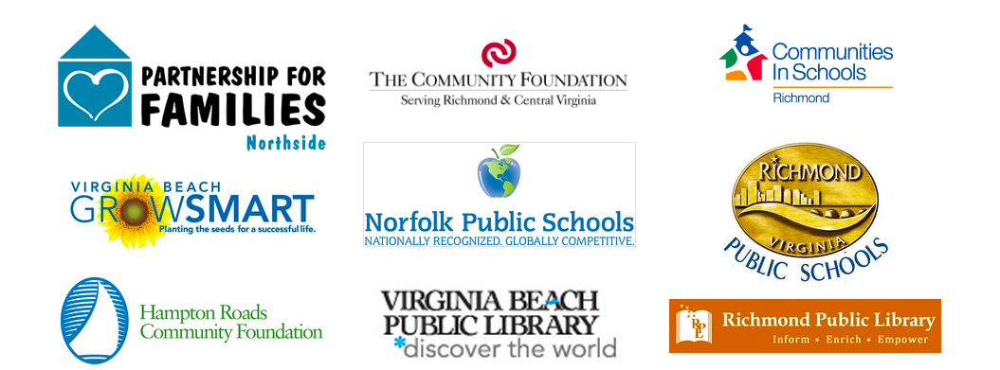 PARTNERSHIP FOR
FAMILIES
Northside
THE COMMUNITY FOUNDATION
Serving Richmond & Central Virginia
Communities
In Schools
Richmond
VIRGINIA BEACH
GROWSMART
Planting the seeds for a successful life.
Norfolk Public Schools
NATIONALLY RECOGNIZED. GLOBALLY COMPETITIVE.
RICHMOND
VIRGINIA
PUBLIC SCHOOLS
Hampton Roads
Community Foundation
VIRGINIA BEACH
PUBLIC LIBRARY
*discover the world
RPL
Richmond Public Library
Inform * Enrich * Empower